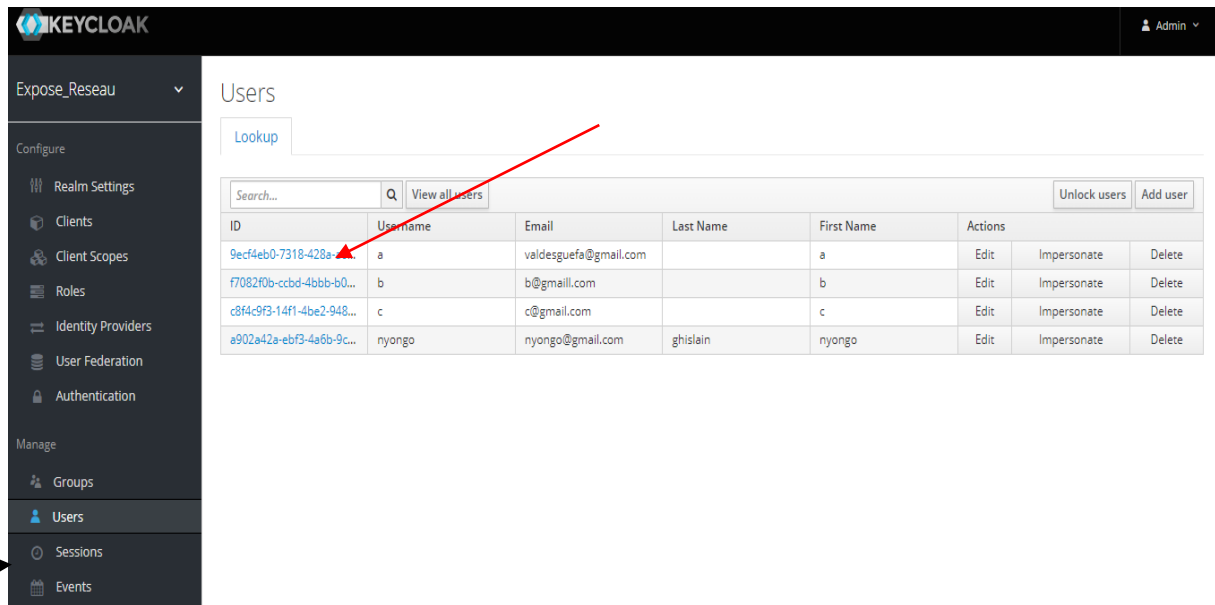 KEYCLOAK
Admin
Expose_Reseau
Users
Lookup
Configure
Realm Settings
Clients
Client Scopes
Roles
Identity Providers
User Federation
Authentication
Manage
Groups
Users
Sessions
Events
Search... View all users Unlock users Add user
ID Username Email Last Name First Name Actions
9ecf4eb0-7318-428a- a valdesguefa@gmail.com a Edit Impersonate Delete
f7082f0b-ccbd-4bbb-b0... b b@gmaill.com b Edit Impersonate Delete
c8f4c9f3-14f1-4be2-948... c c@gmail.com c Edit Impersonate Delete
a902a42a-ebf3-4a6b-9c... nyongo nyongo@gmail.com ghislain nyongo Edit Impersonate Delete